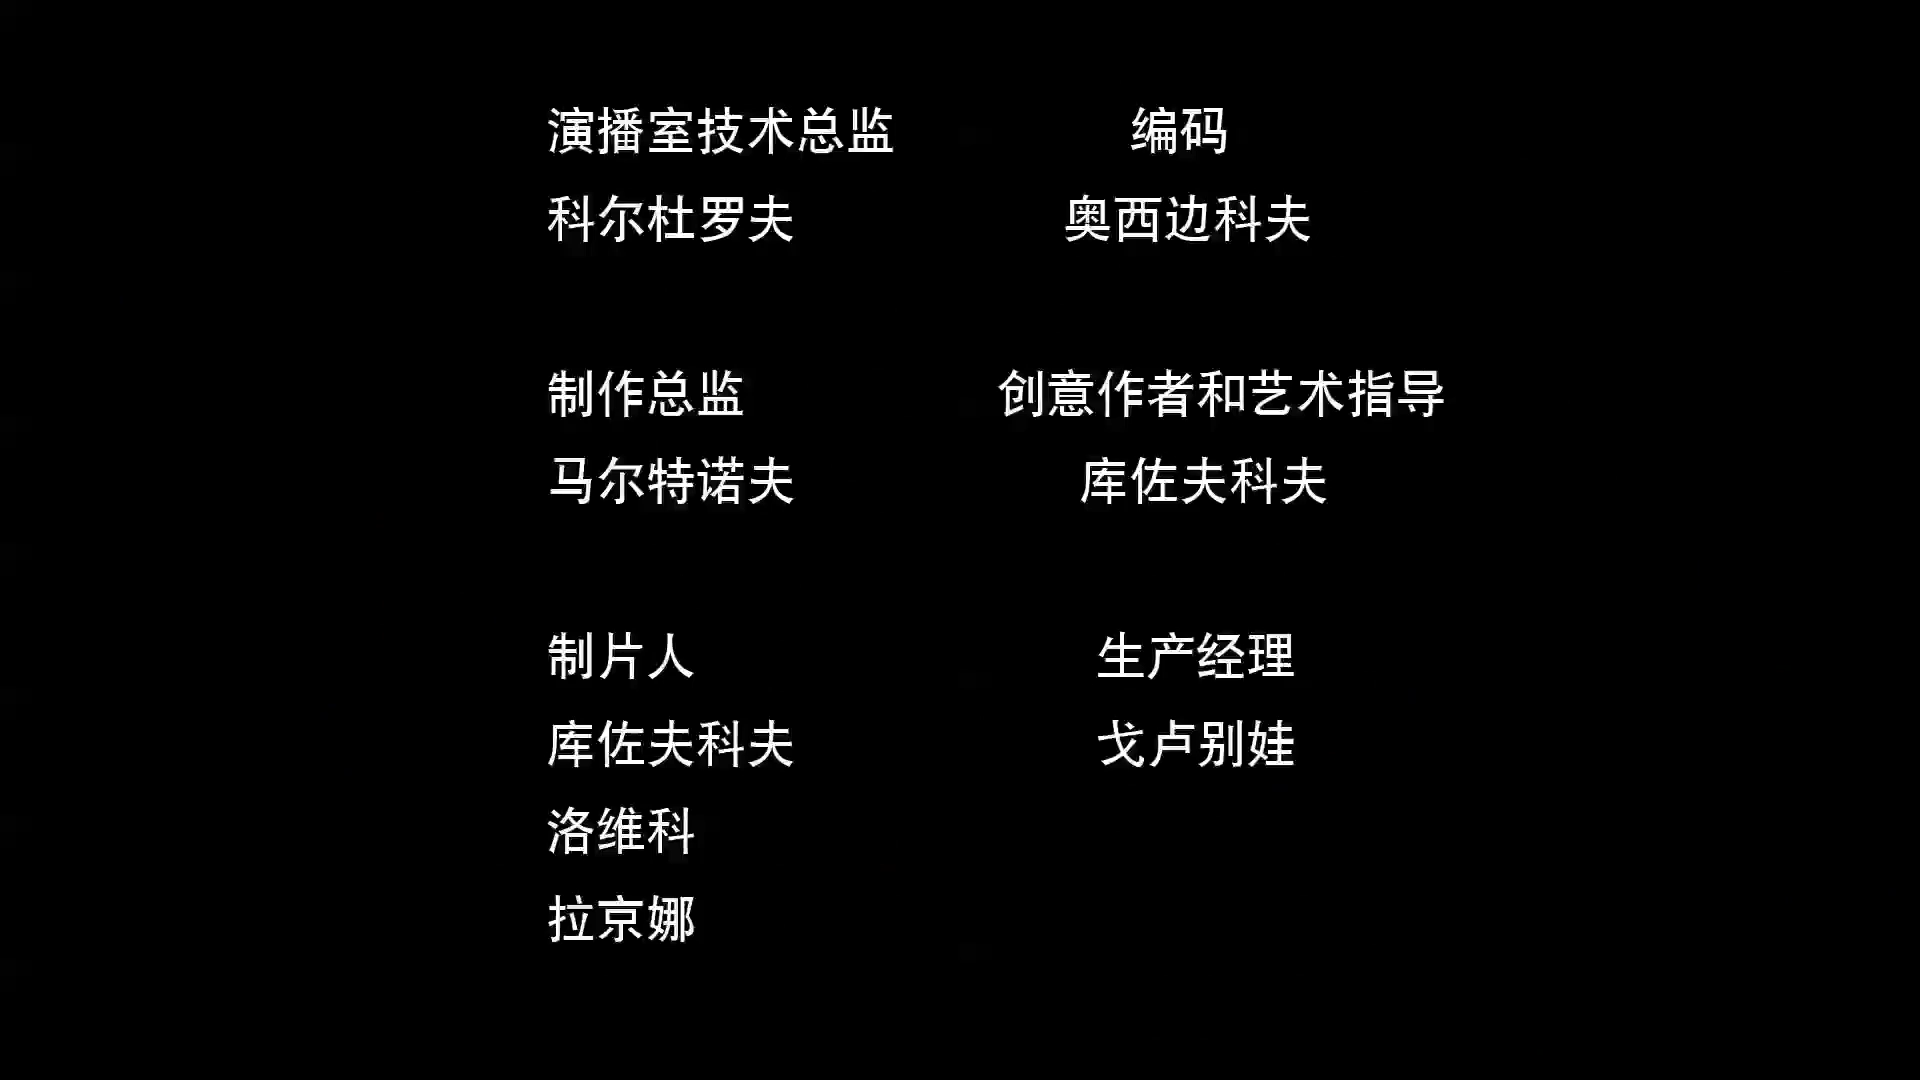 演播室技术总监
科尔杜罗夫
编码
奥西边科夫
制作总监
马尔特诺夫
创意作者和艺术指导
库佐夫科夫
制片人
库佐夫科夫
洛维科
拉京娜
生产经理
戈卢别娃